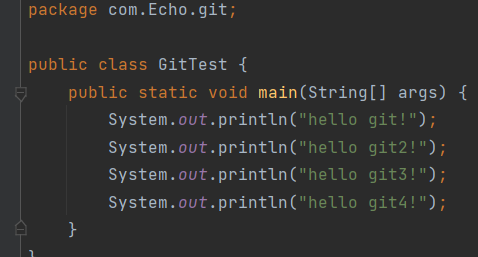 package com.Echo.git;
public class GitTest {
    public static void main(String[] args) {
        System.out.println("hello git!");
        System.out.println("hello git2!");
        System.out.println("hello git3!");
        System.out.println("hello git4!");
    }
}